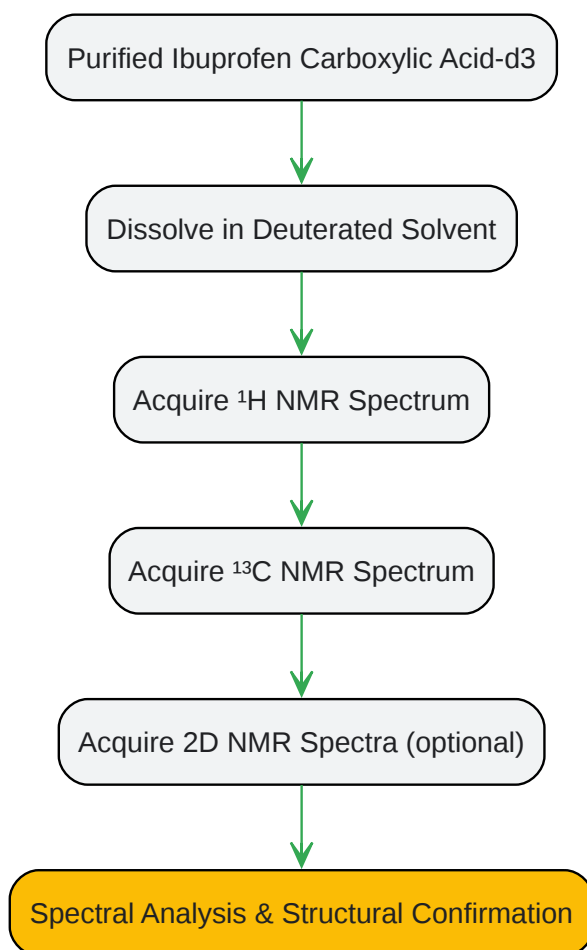 Purified Ibuprofen Carboxylic Acid-d3
Dissolve in Deuterated Solvent
Acquire ¹H NMR Spectrum
Acquire ¹³C NMR Spectrum
Acquire 2D NMR Spectra (optional)
Spectral Analysis & Structural Confirmation